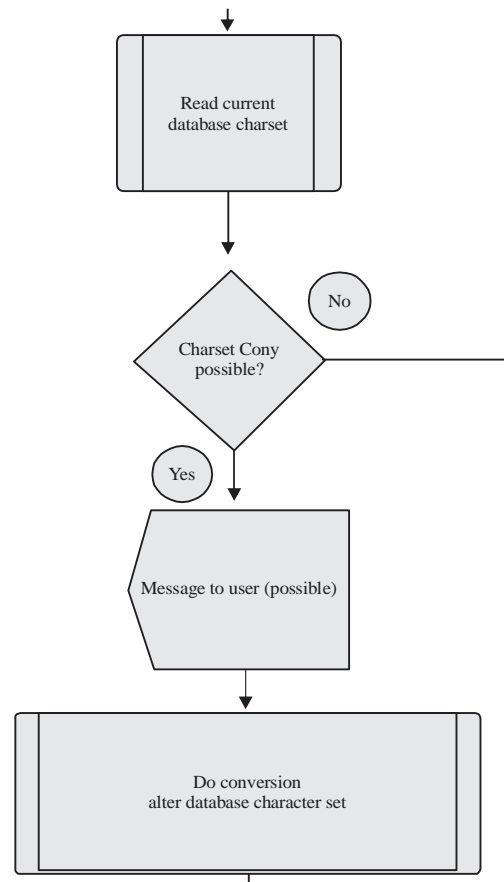 Read current
database charset
No
Charset Cony
possible?
Yes
Message to user (possible)
Do conversion
alter database character set